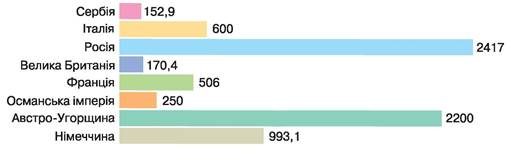 Сербія 152,9
Італія 600
Росія 2417
Велика Британія 170,4
Франція 506
Османська імперія 250
Австро-Угорщина 2200
Німеччина 993,1